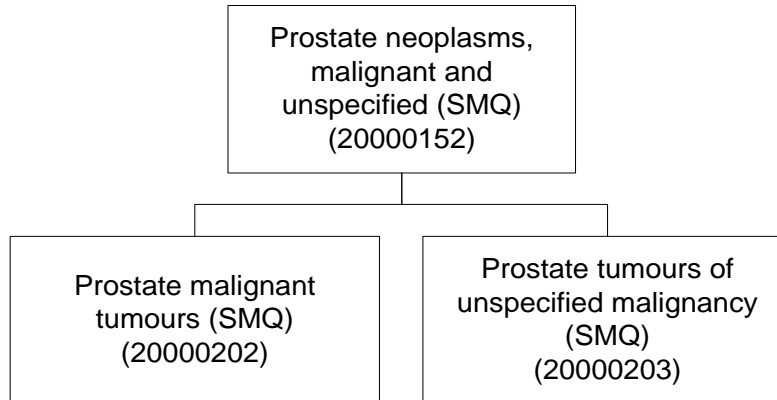 Prostate neoplasms,
malignant and
unspecified (SMQ)
(20000152)
Prostate malignant
tumours (SMQ)
(20000202)
Prostate tumours of
unspecified malignancy
(SMQ)
(20000203)